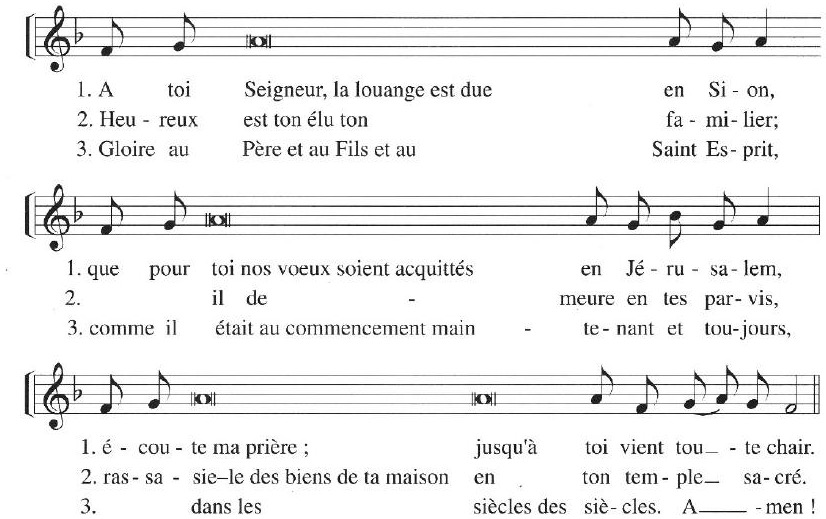 1. A toi Seigneur, la louange est due en Si - on,
2. Heu - reux est ton élu ton fa - mi - lier;
3. Gloire au Père et au Fils et au Saint Es - prit,
1. que pour toi nos voeux soient acquittés en Jé - ru - sa - lem,
2. il de - meure en tes par - vis,
3. comme il était au commencement main - te - nant et tou - jours,
1. é - cou - te ma prière ; jusqu'à toi vient tou_ - te chair.
2. ras - sa - sie–le des biens de ta maison en ton tem - ple_ sa - cré.
3. dans les siècles des siè - cles. A___ - men !